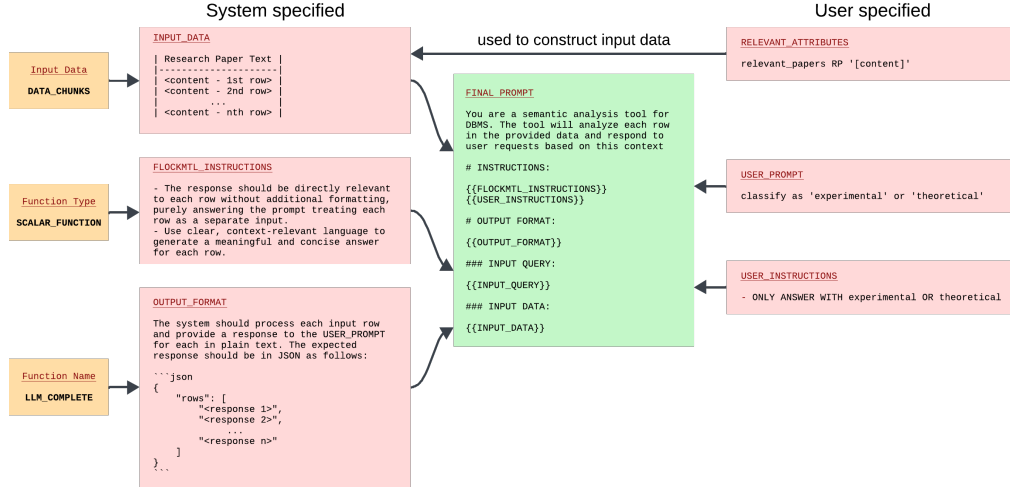 System specified
User specified
Input Data
DATA_CHUNKS
INPUT_DATA
| Research Paper Text |
|---------------------|
| <content - 1st row> |
| <content - 2nd row> |
|         ...         |
| <content - nth row> |
used to construct input data
RELEVANT_ATTRIBUTES
relevant_papers RP '[content]'
Function Type
SCALAR_FUNCTION
FLOCKMTL_INSTRUCTIONS
- The response should be directly relevant
to each row without additional formatting,
purely answering the prompt treating each
row as a separate input.
- Use clear, context-relevant language to
generate a meaningful and concise answer
for each row.
Function Name
LLM_COMPLETE
OUTPUT_FORMAT
The system should process each input row
and provide a response to the USER_PROMPT
for each in plain text. The expected
response should be in JSON as follows:
```json
{
    "rows": [
        "<response 1>",
        "<response 2>",
             ...
        "<response n>"
    ]
}
```
FINAL PROMPT
You are a semantic analysis tool for
DBMS. The tool will analyze each row
in the provided data and respond to
user requests based on this context
# INSTRUCTIONS:
{{FLOCKMTL_INSTRUCTIONS}}
{{USER_INSTRUCTIONS}}
# OUTPUT FORMAT:
{{OUTPUT_FORMAT}}
### INPUT QUERY:
{{INPUT_QUERY}}
### INPUT DATA:
{{INPUT_DATA}}
USER_PROMPT
classify as 'experimental' or 'theoretical'
USER_INSTRUCTIONS
- ONLY ANSWER WITH experimental OR theoretical